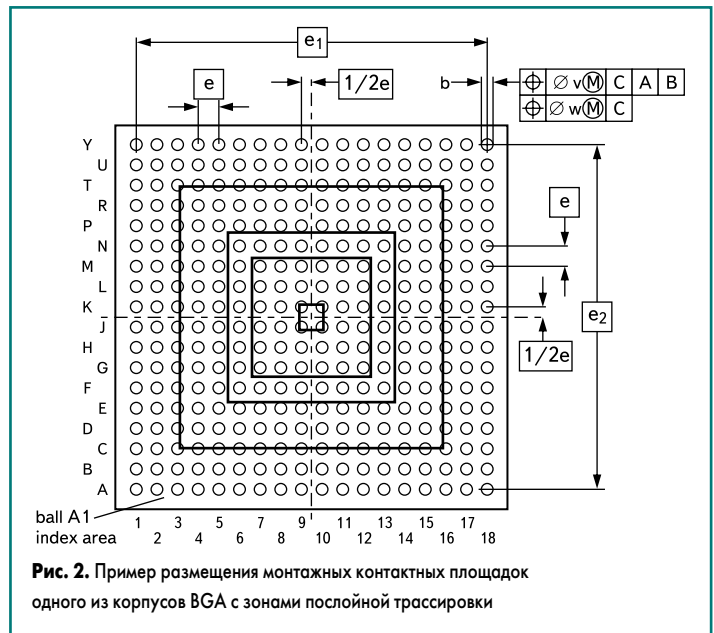 e1
e
1/2e
b
⌖ ⌀ v Ⓜ C A B
⌖ ⌀ w Ⓜ C
Y
U
T
R
P
N
M
L
K
J
H
G
F
E
D
C
B
A
e
e2
1/2e
ball A1
index area
1 3 5 7 9 11 13 15 17
2 4 6 8 10 12 14 16 18
Рис. 2. Пример размещения монтажных контактных площадок
одного из корпусов BGA с зонами послойной трассировки